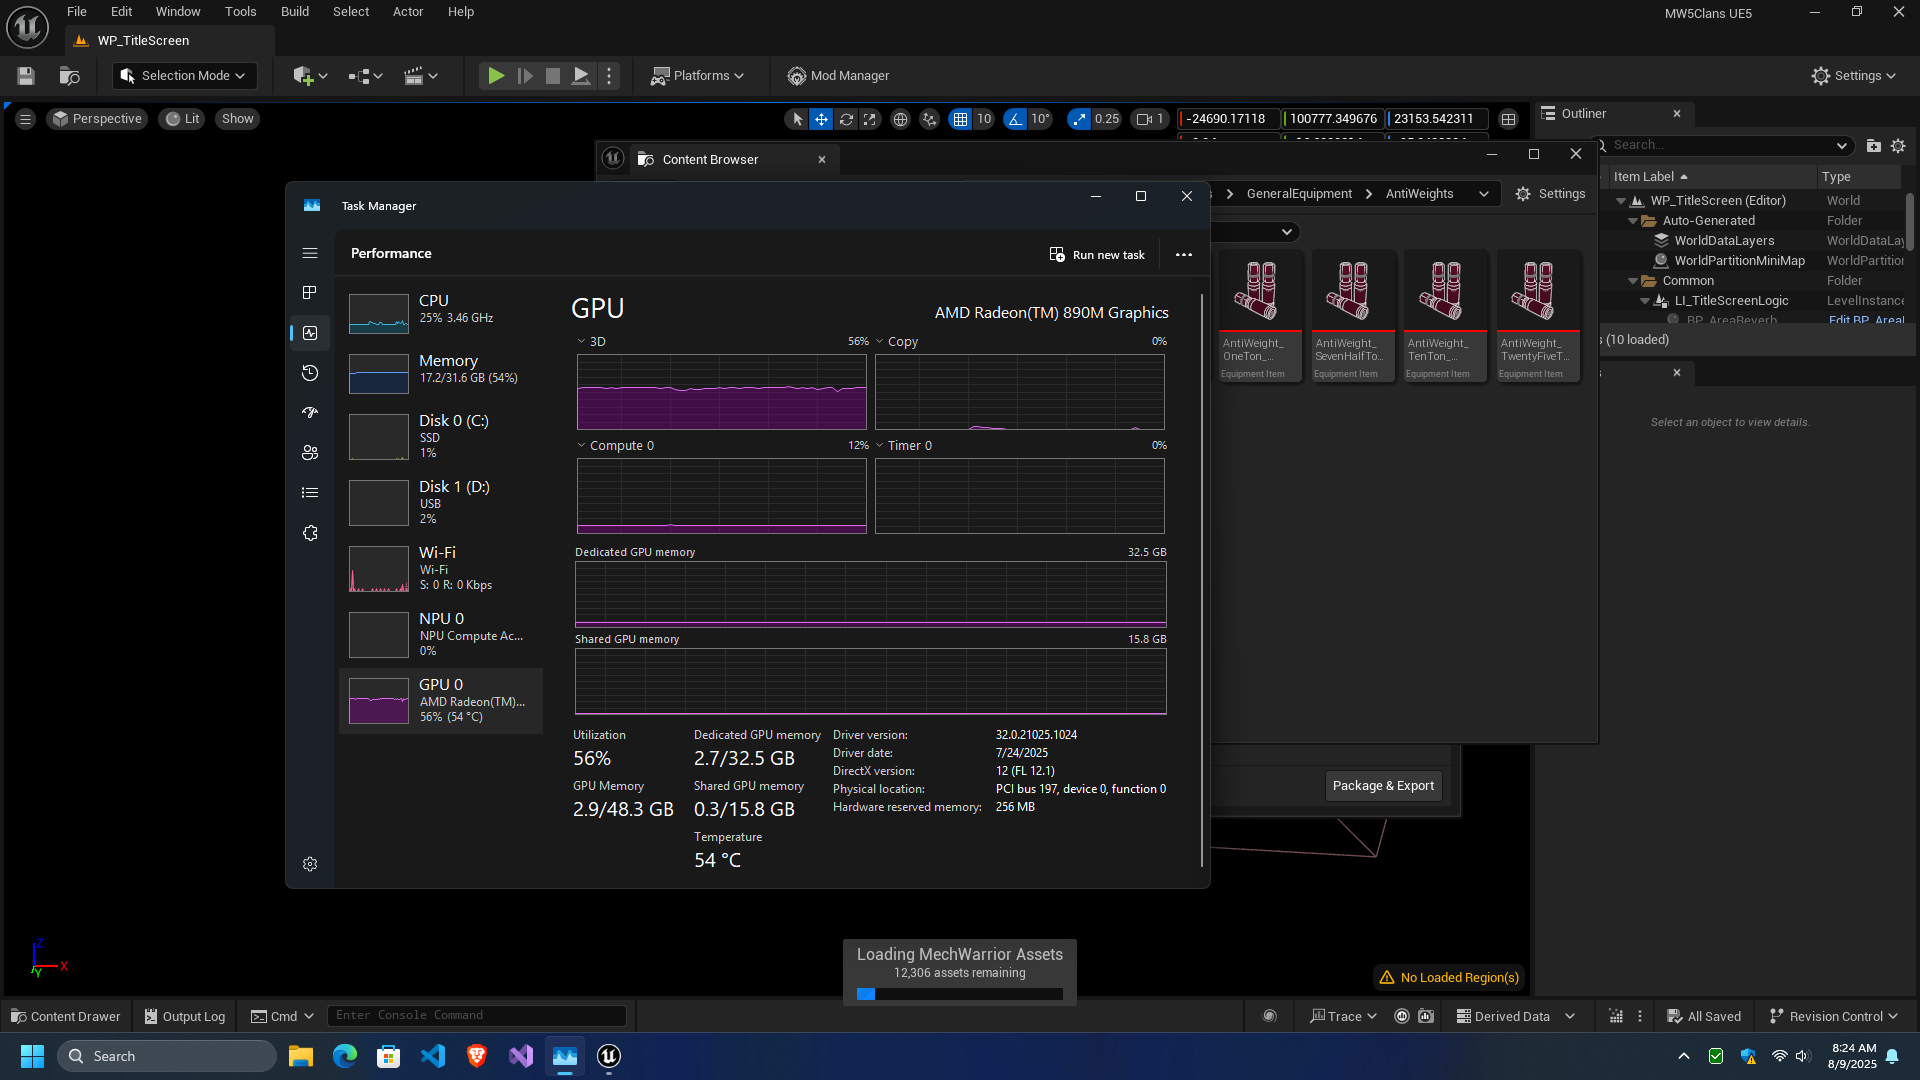 File Edit Window Tools Build Select Actor Help
MW5Clans UE5
WP_TitleScreen
Selection Mode
Platforms
Mod Manager
Settings
Perspective
Lit
Show
10
10°
0.25
1
-24690.17118
100777.349676
23153.542311
Outliner
Content Browser
Search...
Item Label
Type
GeneralEquipment
AntiWeights
Settings
WP_TitleScreen (Editor) World
Auto-Generated Folder
WorldDataLayers WorldDataLay
WorldPartitionMiniMap WorldPartition
Common Folder
LI_TitleScreenLogic LevelInstance
BP_AreaReverb Edit BP_Areal
(10 loaded)
Select an object to view details.
AntiWeight_
OneTon_...
Equipment Item
AntiWeight_
SevenHalfTo...
Equipment Item
AntiWeight_
TenTon_...
Equipment Item
AntiWeight_
TwentyFiveT...
Equipment Item
Package & Export
Task Manager
Performance
Run new task
CPU
25% 3.46 GHz
Memory
17.2/31.6 GB (54%)
Disk 0 (C:)
SSD
1%
Disk 1 (D:)
USB
2%
Wi-Fi
Wi-Fi
S: 0 R: 0 Kbps
NPU 0
NPU Compute Ac...
0%
GPU 0
AMD Radeon(TM)...
56% (54 °C)
GPU
AMD Radeon(TM) 890M Graphics
3D 56%
Copy 0%
Compute 0 12%
Timer 0 0%
Dedicated GPU memory 32.5 GB
Shared GPU memory 15.8 GB
Utilization
56%
Dedicated GPU memory
2.7/32.5 GB
GPU Memory
2.9/48.3 GB
Shared GPU memory
0.3/15.8 GB
Temperature
54 °C
Driver version: 32.0.21025.1024
Driver date: 7/24/2025
DirectX version: 12 (FL 12.1)
Physical location: PCI bus 197, device 0, function 0
Hardware reserved memory: 256 MB
Z
X
Y
Loading MechWarrior Assets
12,306 assets remaining
No Loaded Region(s)
Content Drawer
Output Log
Cmd
Enter Console Command
Trace
Derived Data
All Saved
Revision Control
Search
8:24 AM
8/9/2025